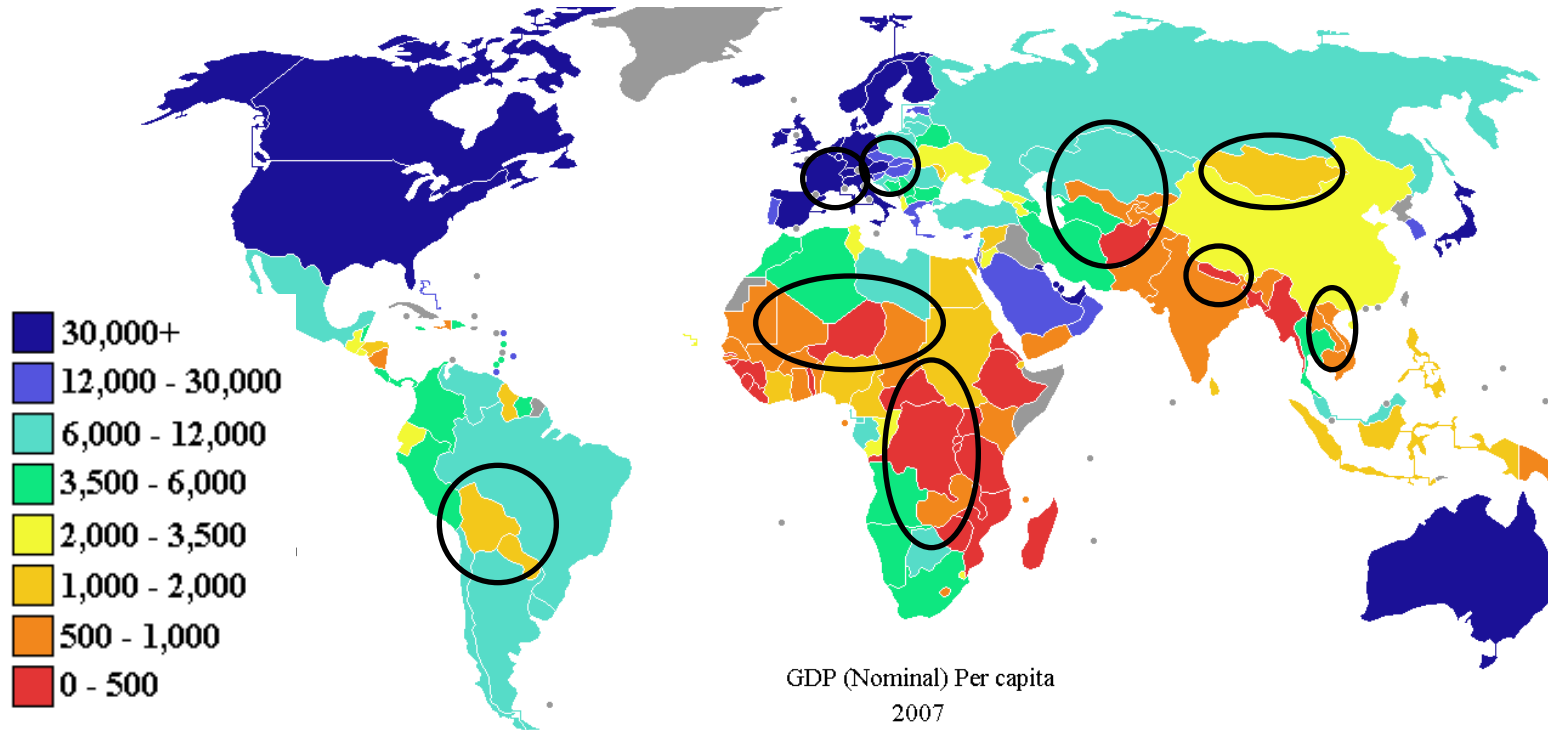 30,000+
12,000 - 30,000
6,000 - 12,000
3,500 - 6,000
2,000 - 3,500
1,000 - 2,000
500 - 1,000
0 - 500
GDP (Nominal) Per capita
2007